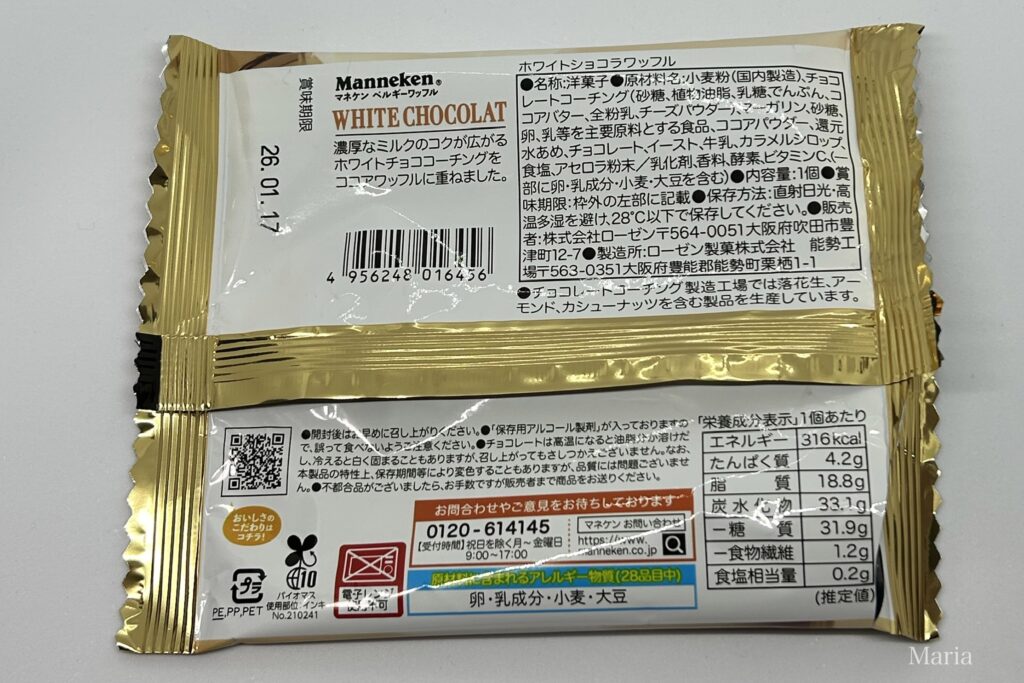 賞味期限
26.01.17
Manneken®
マネケン ベルギーワッフル
WHITE CHOCOLAT
濃厚なミルクのコクが広がる
ホワイトチョココーチングを
ココアワッフルに重ねました。
4 956248 016456
ホワイトショコラワッフル
●名称:洋菓子●原材料名:小麦粉(国内製造)、チョコ
レートコーチング(砂糖、植物油脂、乳糖、でんぷん、コ
コアバター、全粉乳、チーズパウダー)、マーガリン、砂糖、
卵、乳等を主要原料とする食品、ココアパウダー、還元
水あめ、チョコレート、イースト、牛乳、カラメルシロップ、
食塩、アセロラ粉末/乳化剤、香料、酵素、ビタミンC、(一
部に卵・乳成分・小麦・大豆を含む)●内容量:1個●賞
味期限:枠外の左部に記載●保存方法:直射日光・高
温多湿を避け、28℃以下で保存してください。●販売
者:株式会社ローゼン〒564-0051大阪府吹田市豊
津町12-7●製造所:ローゼン製菓株式会社 能勢工
場〒563-0351大阪府豊能郡能勢町栗栖1-1
●チョコレートコーチング製造工場では落花生、アー
モンド、カシューナッツを含む製品を生産しています。
●開封後はお早めに召し上がりください。●「保存用アルコール製剤」が入っておりますの
で、誤って食べないようご注意ください。●チョコレートは高温になると油脂分が溶けだ
し、冷えると白く固まることもありますが、召し上がってもさしつかえございません。なお、
本製品の特性上、保存期間等により変色することもありますが、品質には問題ございませ
ん。●不都合品がございましたら、お手数ですが販売者まで商品をお送りください。
おいしさの
こだわりは
コチラ!
プラ
PE,PP,PET
10
バイオマス
使用部位:インキ
No.210241
電子レンジ
使用不可
お問い合わせやご意見をお待ちしております
0120-614145
【受付時間】祝日を除く月~金曜日
9:00~17:00
マネケン お問い合わせ
https://www.
manneken.co.jp
原材料に含まれるアレルギー物質(28品目中)
卵・乳成分・小麦・大豆
「栄養成分表示」1個あたり
エネルギー 316kcal
たんぱく質 4.2g
脂質 18.8g
炭水化物 33.1g
－糖質 31.9g
－食物繊維 1.2g
食塩相当量 0.2g
(推定値)
Maria